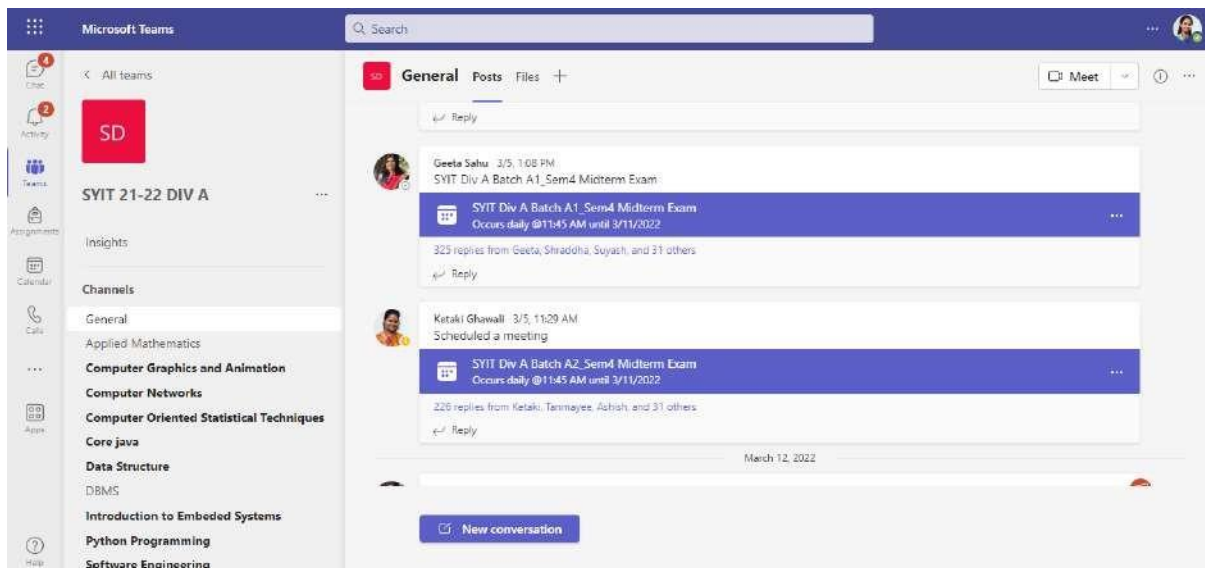 Microsoft Teams
Search
4
Chat
2
Activity
Teams
Assignments
Calendar
Calls
Apps
Help
All teams
SD
SYIT 21-22 DIV A
Insights
Channels
General
Applied Mathematics
Computer Graphics and Animation
Computer Networks
Computer Oriented Statistical Techniques
Core java
Data Structure
DBMS
Introduction to Embeded Systems
Python Programming
Software Engineering
SD General Posts Files
Meet
Reply
Geeta Sahu 3/5, 1:08 PM
SYIT Div A Batch A1_Sem4 Midterm Exam
SYIT Div A Batch A1_Sem4 Midterm Exam
Occurs daily @11:45 AM until 3/11/2022
325 replies from Geeta, Shraddha, Suyash, and 31 others
Reply
Ketaki Ghawali 3/5, 11:29 AM
Scheduled a meeting
SYIT Div A Batch A2_Sem4 Midterm Exam
Occurs daily @11:45 AM until 3/11/2022
226 replies from Ketaki, Tanmayee, Ashish, and 31 others
Reply
March 12, 2022
New conversation